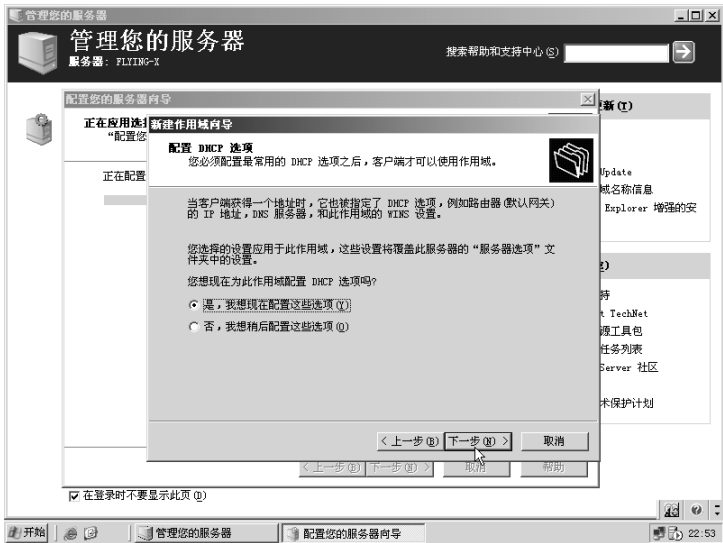 管理您的服务器
管理您的服务器
服务器: FLYING-X
搜索帮助和支持中心(S)
配置您的服务器向导
新(T)
正在应用选
“配置您
正在配置
新建作用域向导
配置 DHCP 选项
您必须配置最常用的 DHCP 选项之后，客户端才可以使用作用域。
当客户端获得一个地址时，它也被指定了 DHCP 选项，例如路由器(默认网关)
的 IP 地址，DNS 服务器，和此作用域的 WINS 设置。
您选择的设置应用于此作用域，这些设置将覆盖此服务器的“服务器选项”文
件夹中的设置。
您想现在为此作用域配置 DHCP 选项吗?
是，我想现在配置这些选项(Y)
否，我想稍后配置这些选项(O)
< 上一步(B)
下一步(N) >
取消
Update
域名称信息
Explorer 增强的安
持
t TechNet
源工具包
任务列表
Server 社区
术保护计划
< 上一步(B)
下一步(N) >
取消
帮助
在登录时不要显示此页(D)
开始
管理您的服务器
配置您的服务器向导
22:53